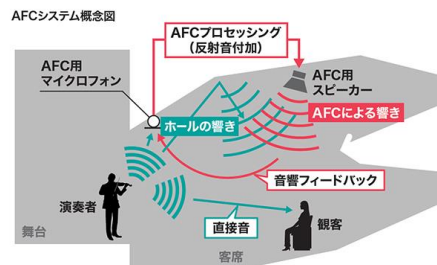 AFCシステム概念図
AFCプロセッシング
(反射音付加)
AFC用
マイクロフォン
AFC用
スピーカー
ホールの響き
AFCによる響き
音響フィードバック
演奏者
直接音
観客
舞台
客席